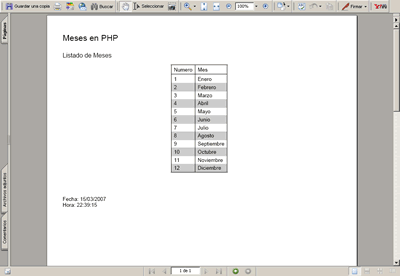 Guardar una copia
Buscar
Seleccionar
100%
Firmar
Páginas
Archivos adjuntos
Comentarios
Meses en PHP
Listado de Meses
Numero Mes
1 Enero
2 Febrero
3 Marzo
4 Abril
5 Mayo
6 Junio
7 Julio
8 Agosto
9 Septiembre
10 Octubre
11 Noviembre
12 Diciembre
Fecha: 15/03/2007
Hora: 22:39:15
1 de 1